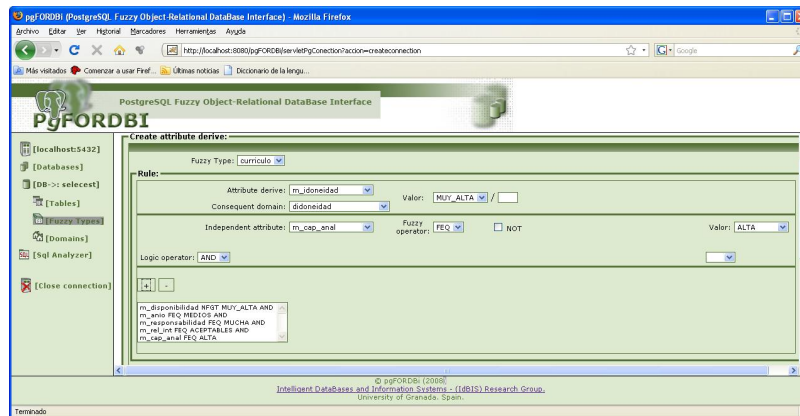 pgFORDBi (PostgreSQL Fuzzy Object-Relational DataBase Interface) - Mozilla Firefox
Archivo Editar Ver Historial Marcadores Herramientas Ayuda
http://localhost:8080/pgFORDBi/servletPgConection?accion=createconnection
Google
Más visitados Comenzar a usar Firef... Últimas noticias Diccionario de la lengu...
PostgreSQL Fuzzy Object-Relational DataBase Interface
PgFORDBI
[localhost:5432]
[Databases]
[DB->: selecest]
[Tables]
[Fuzzy Types]
[Domains]
[Sql Analyzer]
[Close connection]
Create attribute derive:
Fuzzy Type: curriculo
Rule:
Attribute derive: m_idoneidad
Consequent domain: didoneidad
Valor: MUY_ALTA /
Independent attribute: m_cap_anal
Fuzzy operator: FEQ
NOT
Valor: ALTA
Logic operator: AND
+ -
m_disponibilidad NFGT MUY_ALTA AND
m_anio FEQ MEDIOS AND
m_responsabilidad FEQ MUCHA AND
m_rel_int FEQ ACEPTABLES AND
m_cap_anal FEQ ALTA
© pgFORDBi (2008)
Intelligent DataBases and Information Systems - (IdBIS) Research Group.
University of Granada. Spain.
Terminado